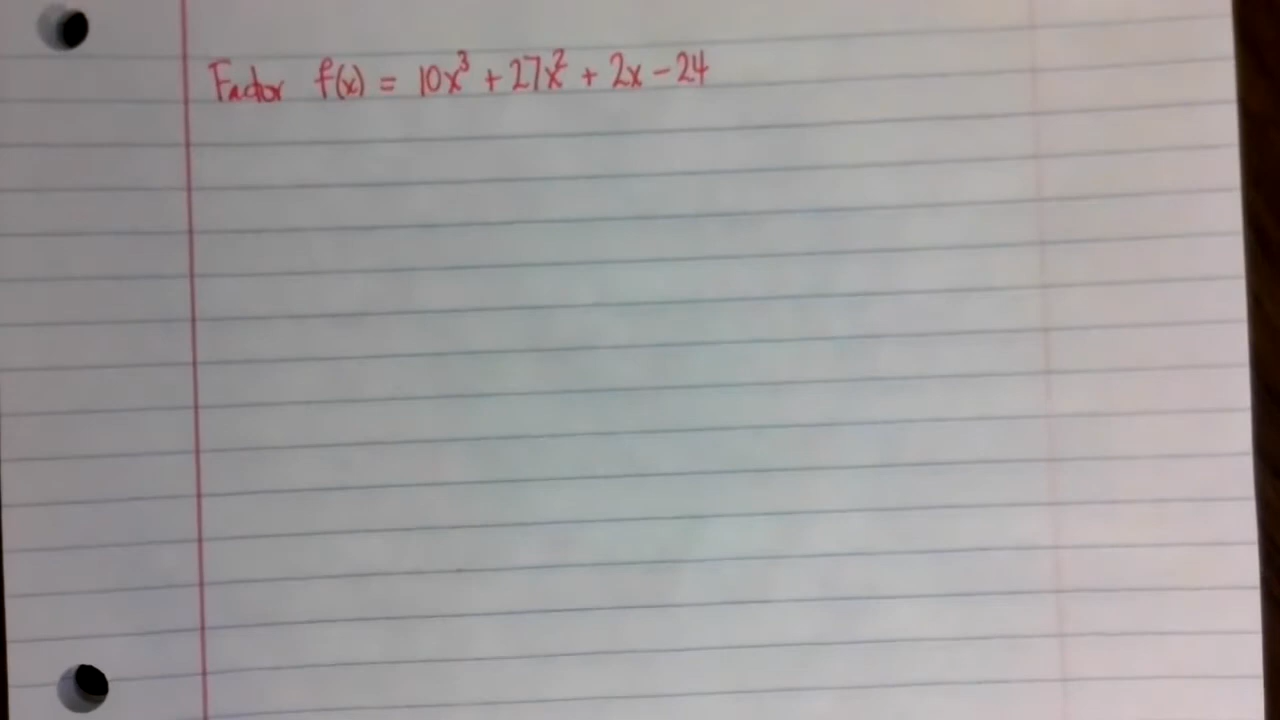 Factor f(x) = 10x³ + 27x² + 2x - 24